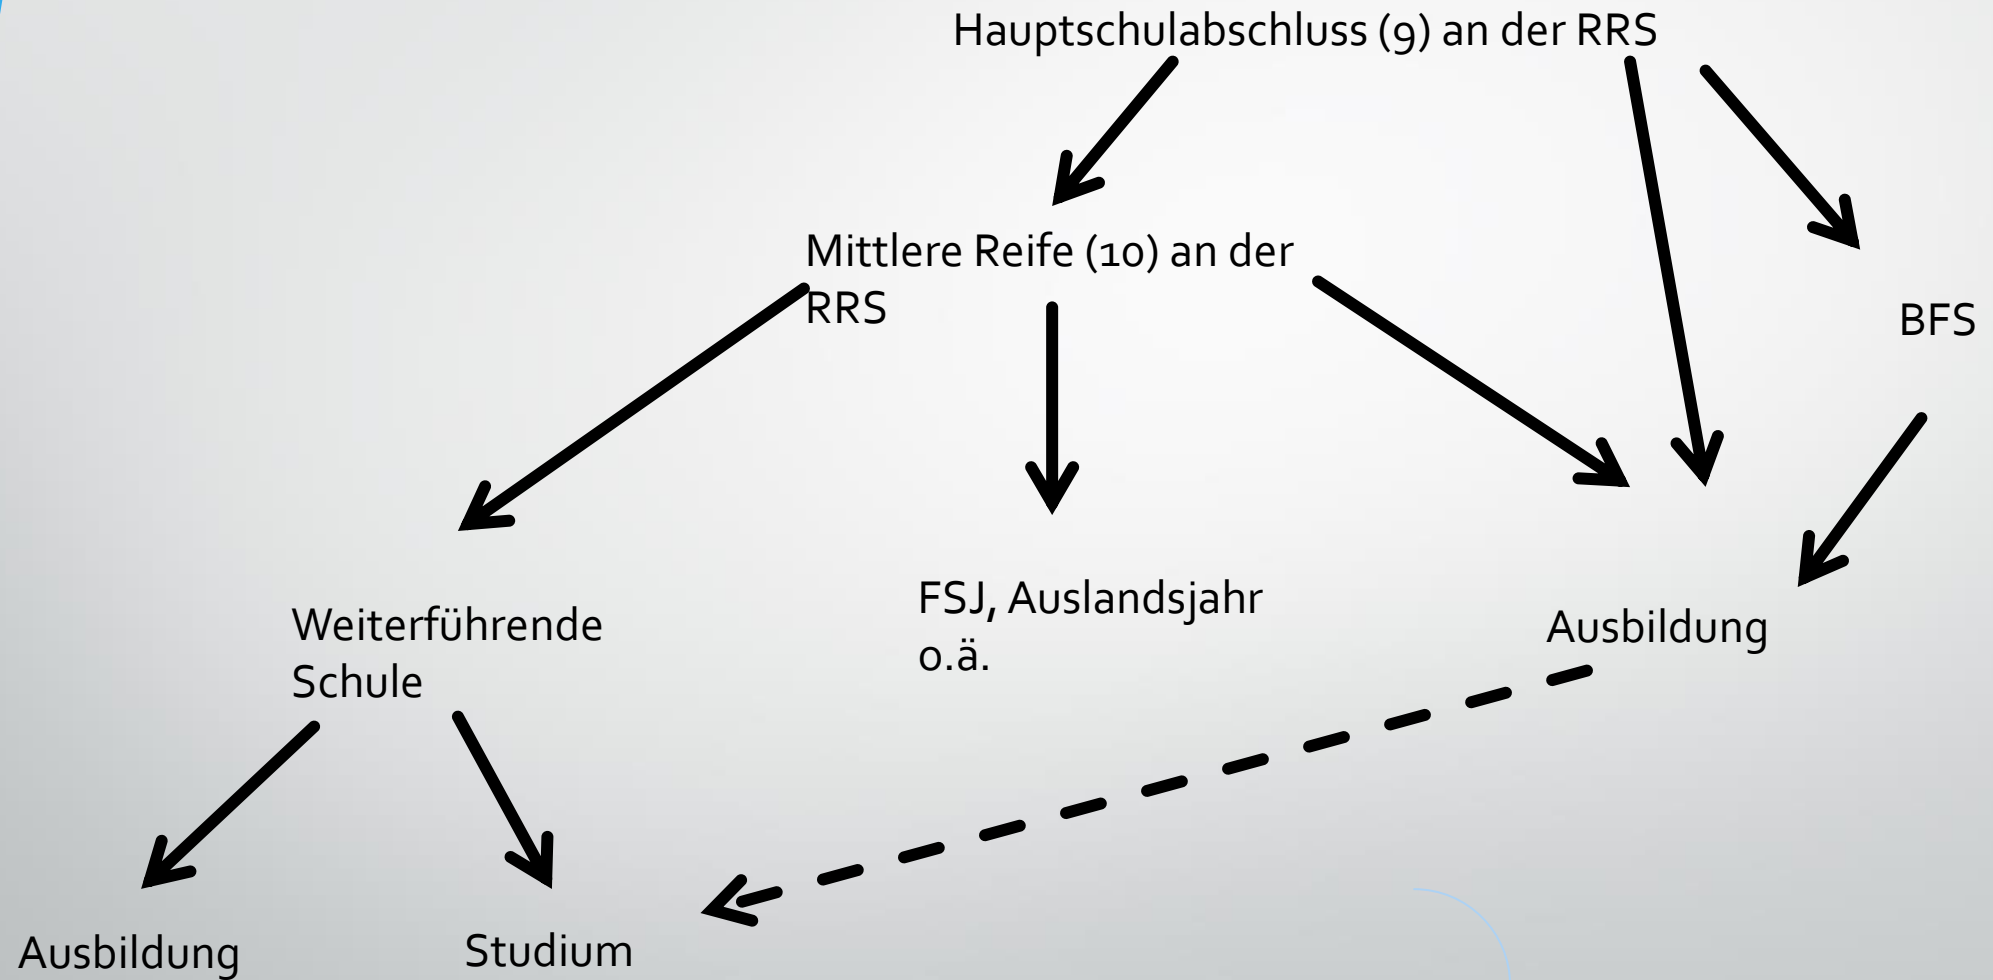 Hauptschulabschluss (9) an der RRS
Mittlere Reife (10) an der
RRS
BFS
Weiterführende
Schule
FSJ, Auslandsjahr
o.ä.
Ausbildung
Ausbildung
Studium